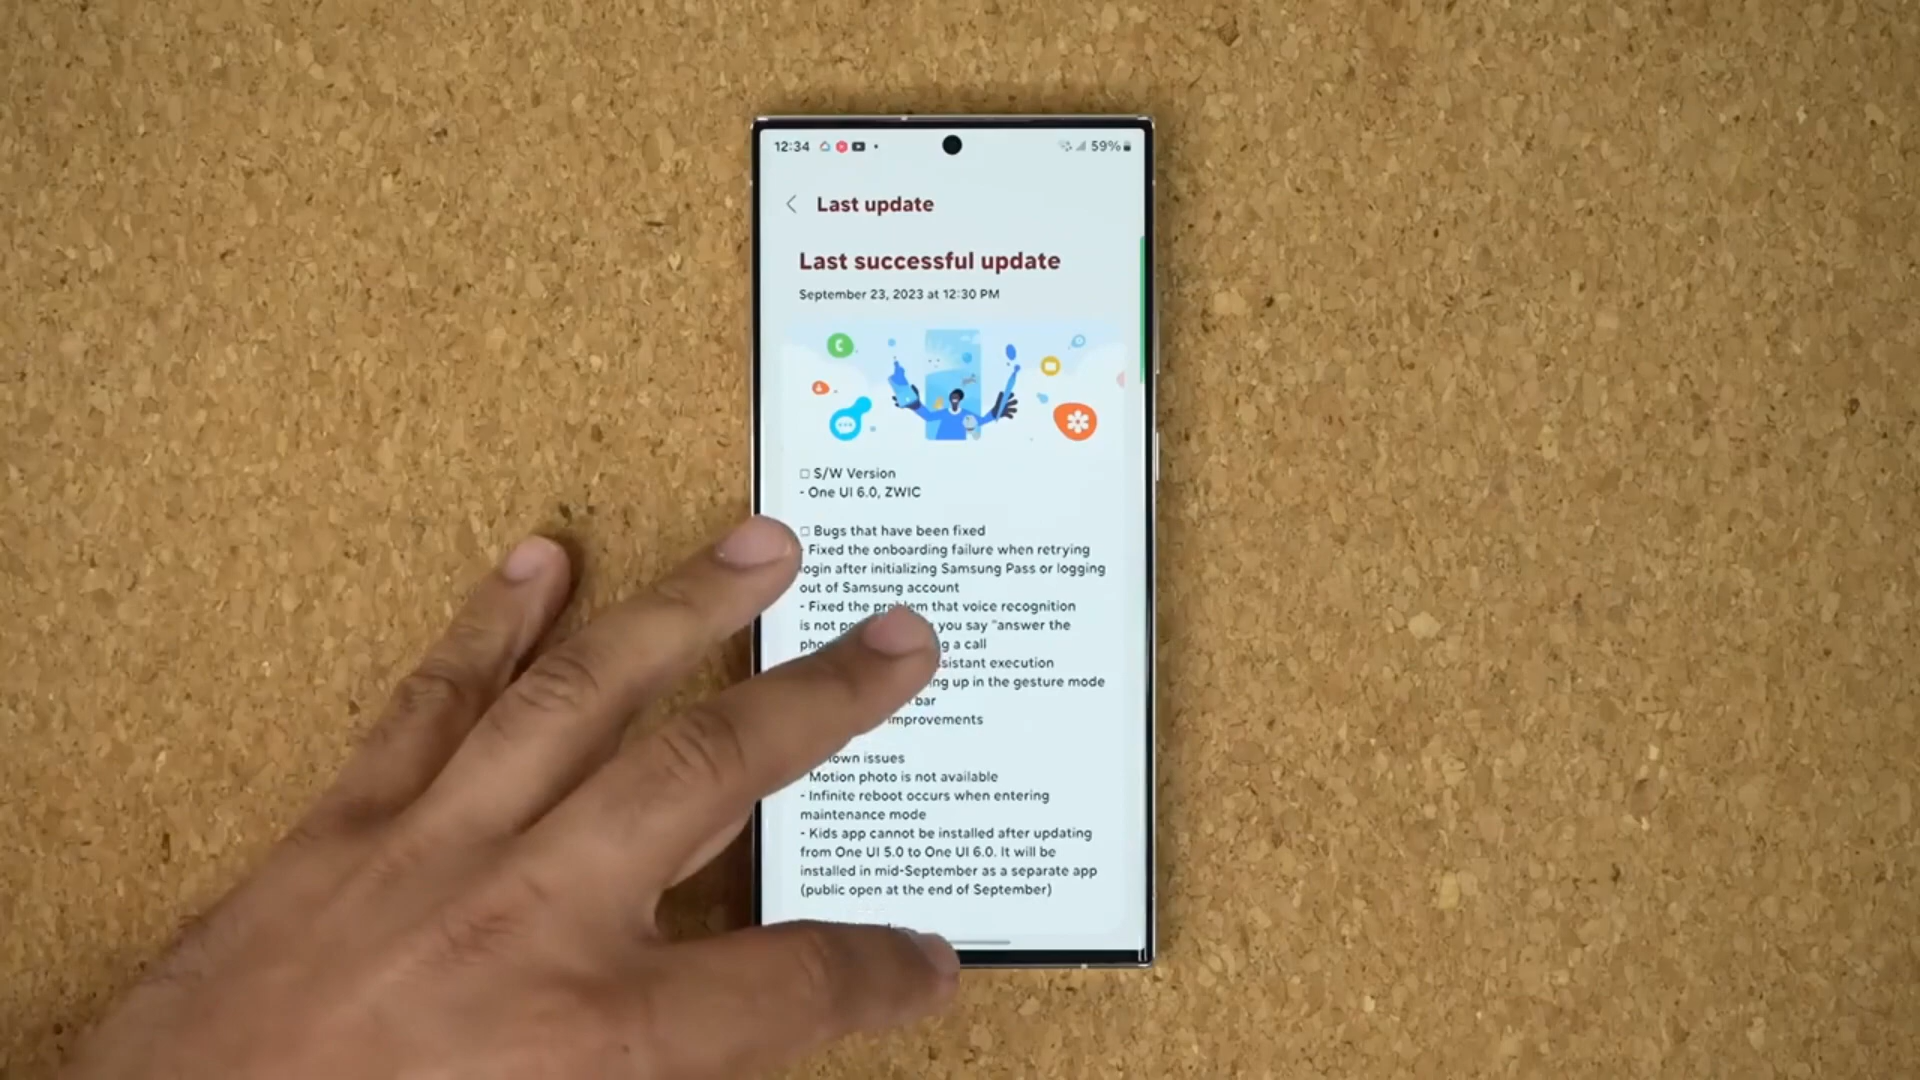 12:34 59%
Last update
Last successful update
September 23, 2023 at 12:30 PM
□ S/W Version
- One UI 6.0, ZWIC
□ Bugs that have been fixed
- Fixed the onboarding failure when retrying
login after initializing Samsung Pass or logging
out of Samsung account
- Fixed the problem that voice recognition
is not you say "answer the
a call
execution
up in the gesture mode
bar
improvements
issues
- Motion photo is not available
- Infinite reboot occurs when entering
maintenance mode
- Kids app cannot be installed after updating
from One UI 5.0 to One UI 6.0. It will be
installed in mid-September as a separate app
(public open at the end of September)